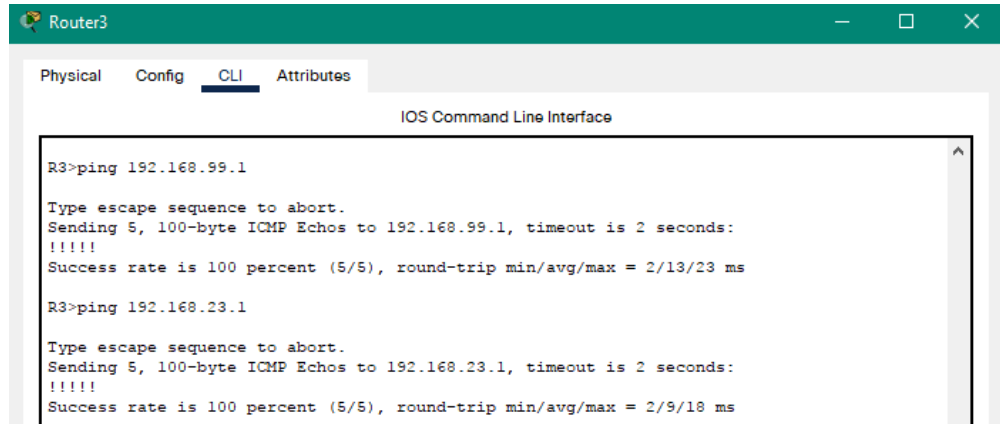 Router3
Physical Config CLI Attributes
IOS Command Line Interface
R3>ping 192.168.99.1
Type escape sequence to abort.
Sending 5, 100-byte ICMP Echos to 192.168.99.1, timeout is 2 seconds:
!!!!!
Success rate is 100 percent (5/5), round-trip min/avg/max = 2/13/23 ms
R3>ping 192.168.23.1
Type escape sequence to abort.
Sending 5, 100-byte ICMP Echos to 192.168.23.1, timeout is 2 seconds:
!!!!!
Success rate is 100 percent (5/5), round-trip min/avg/max = 2/9/18 ms